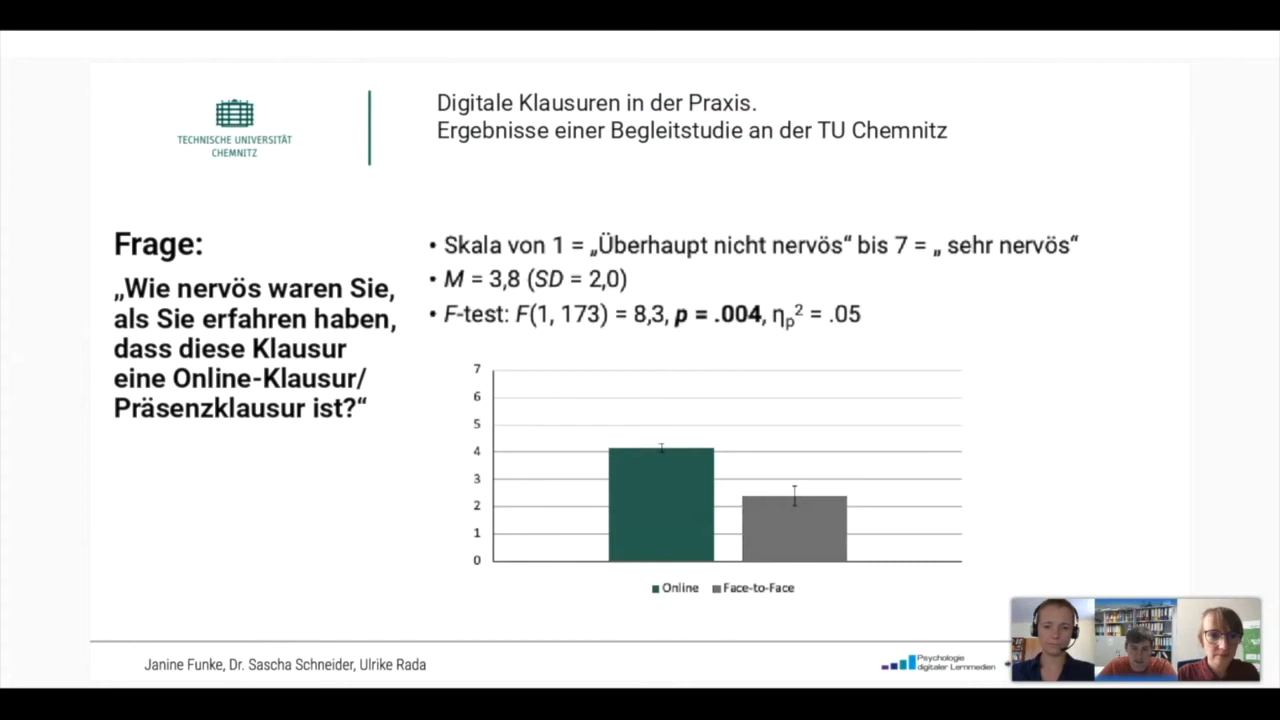 TECHNISCHE UNIVERSITÄT
CHEMNITZ
Digitale Klausuren in der Praxis.
Ergebnisse einer Begleitstudie an der TU Chemnitz
Frage:
„Wie nervös waren Sie,
als Sie erfahren haben,
dass diese Klausur
eine Online-Klausur/
Präsenzklausur ist?“
• Skala von 1 = „Überhaupt nicht nervös“ bis 7 = „ sehr nervös“
• M = 3,8 (SD = 2,0)
• F-test: F(1, 173) = 8,3, p = .004, ηp² = .05
7
6
5
4
3
2
1
0
Online Face-to-Face
Janine Funke, Dr. Sascha Schneider, Ulrike Rada
Psychologie
digitaler Lernmedien